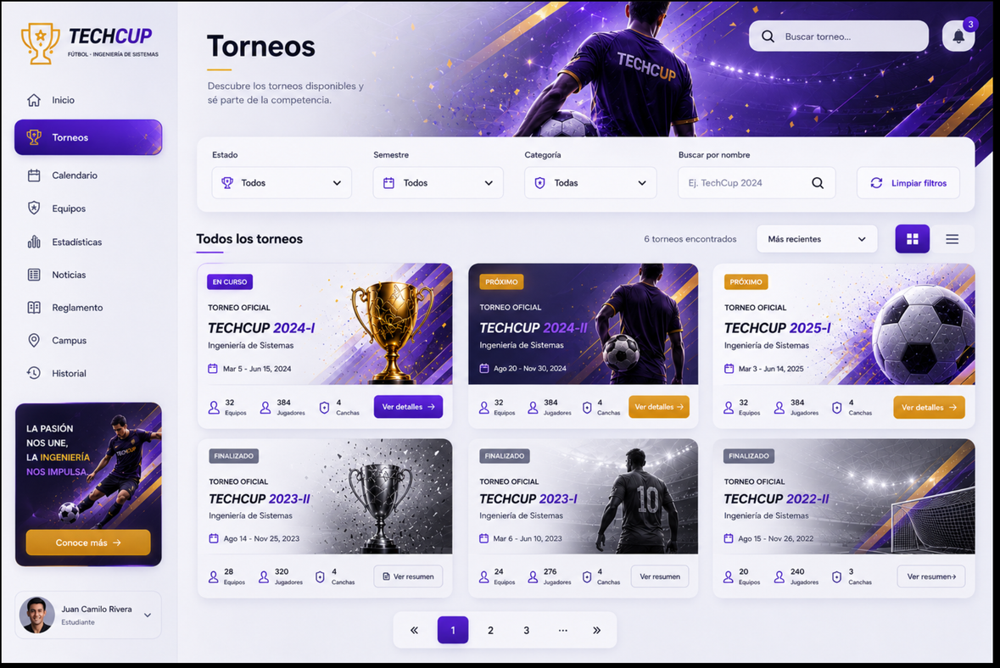 TECHCUP
FÚTBOL · INGENIERÍA DE SISTEMAS
Inicio
Torneos
Calendario
Equipos
Estadísticas
Noticias
Reglamento
Campus
Historial
LA PASIÓN
NOS UNE,
LA INGENIERÍA
NOS IMPULSA.
TECHCUP
Conoce más →
Juan Camilo Rivera
Estudiante
Torneos
Descubre los torneos disponibles y
sé parte de la competencia.
TECHCUP
Buscar torneo...
3
Estado
Todos
Semestre
Todos
Categoría
Todas
Buscar por nombre
Ej. TechCup 2024
Limpiar filtros
Todos los torneos
6 torneos encontrados
Más recientes
EN CURSO
TORNEO OFICIAL
TECHCUP 2024-I
Ingeniería de Sistemas
Mar 5 - Jun 15, 2024
32 Equipos
384 Jugadores
4 Canchas
Ver detalles →
PRÓXIMO
TORNEO OFICIAL
TECHCUP 2024-II
Ingeniería de Sistemas
Ago 20 - Nov 30, 2024
32 Equipos
384 Jugadores
4 Canchas
Ver detalles →
PRÓXIMO
TORNEO OFICIAL
TECHCUP 2025-I
Ingeniería de Sistemas
Mar 3 - Jun 14, 2025
32 Equipos
384 Jugadores
4 Canchas
Ver detalles →
FINALIZADO
TORNEO OFICIAL
TECHCUP 2023-II
Ingeniería de Sistemas
Ago 14 - Nov 25, 2023
28 Equipos
320 Jugadores
4 Canchas
Ver resumen
FINALIZADO
TORNEO OFICIAL
TECHCUP 2023-I
Ingeniería de Sistemas
Mar 6 - Jun 10, 2023
10
24 Equipos
276 Jugadores
4 Canchas
Ver resumen
FINALIZADO
TORNEO OFICIAL
TECHCUP 2022-II
Ingeniería de Sistemas
Ago 15 - Nov 26, 2022
20 Equipos
240 Jugadores
3 Canchas
Ver resumen→
« 1 2 3 ... »